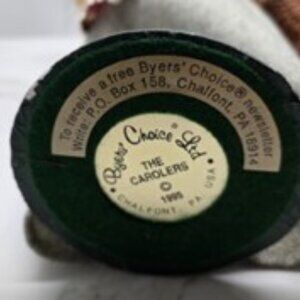 To receive a free Byers' Choice® newsletter
Write: P.O. Box 158, Chalfont, PA 18914
Byers' Choice Ltd
THE
CAROLERS
©
CHALFONT, PA USA